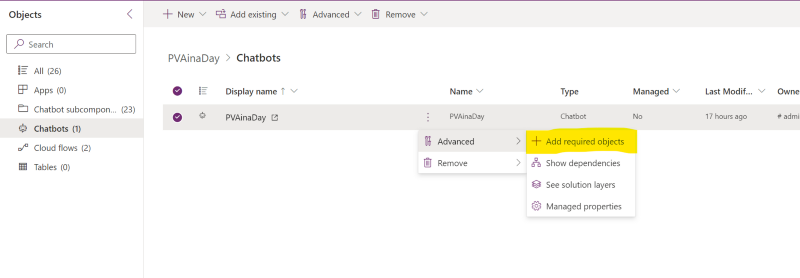 Objects
Search
All (26)
Apps (0)
Chatbot subcompon... (23)
Chatbots (1)
Cloud flows (2)
Tables (0)
New Add existing Advanced Remove
PVAinaDay > Chatbots
Display name ↑ Name Type Managed Last Modif... Owne
PVAinaDay PVAinaDay Chatbot No 17 hours ago # admi
Advanced
Remove
Add required objects
Show dependencies
See solution layers
Managed properties